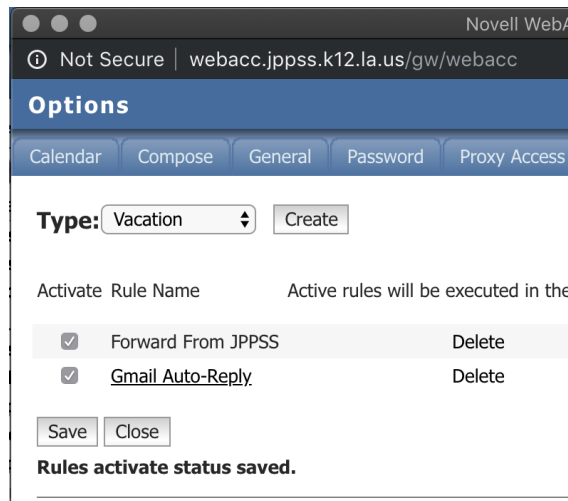 Novell WebA
Not Secure | webacc.jppss.k12.la.us/gw/webacc
Options
Calendar Compose General Password Proxy Access
Type: Vacation Create
Activate Rule Name Active rules will be executed in the
Forward From JPPSS Delete
Gmail Auto-Reply Delete
Save Close
Rules activate status saved.